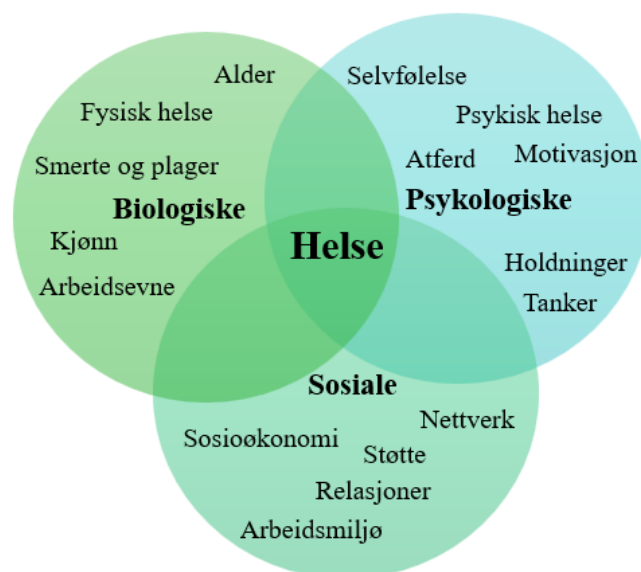 Alder
Fysisk helse
Smerte og plager
Biologiske
Kjønn
Arbeidsevne
Selvfølelse
Psykisk helse
Atferd
Motivasjon
Psykologiske
Holdninger
Tanker
Helse
Sosiale
Nettverk
Sosioøkonomi
Støtte
Relasjoner
Arbeidsmiljø